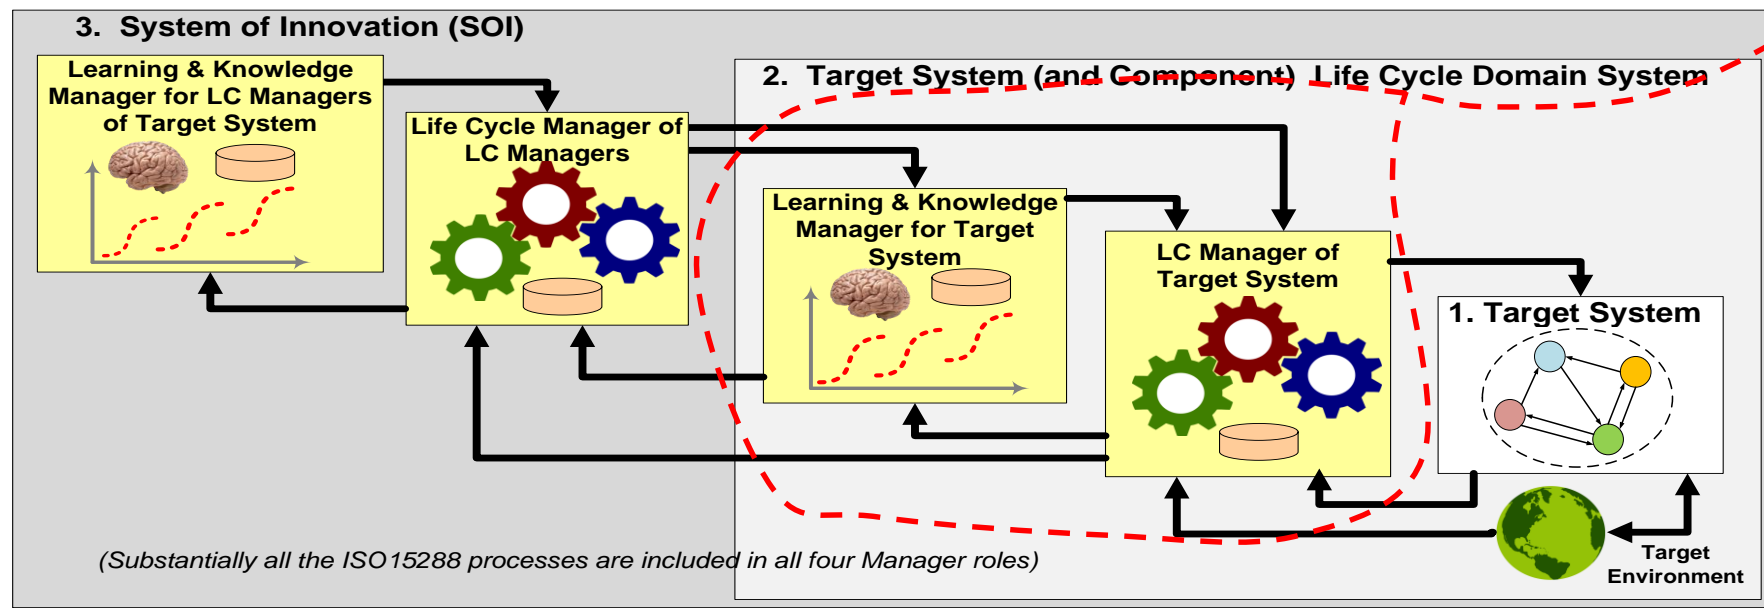 3. System of Innovation (SOI)
Learning & Knowledge
Manager for LC Managers
of Target System
2. Target System (and Component) Life Cycle Domain System
Life Cycle Manager of
LC Managers
Learning & Knowledge
Manager for Target
System
LC Manager of
Target System
1. Target System
Target
Environment
(Substantially all the ISO15288 processes are included in all four Manager roles)